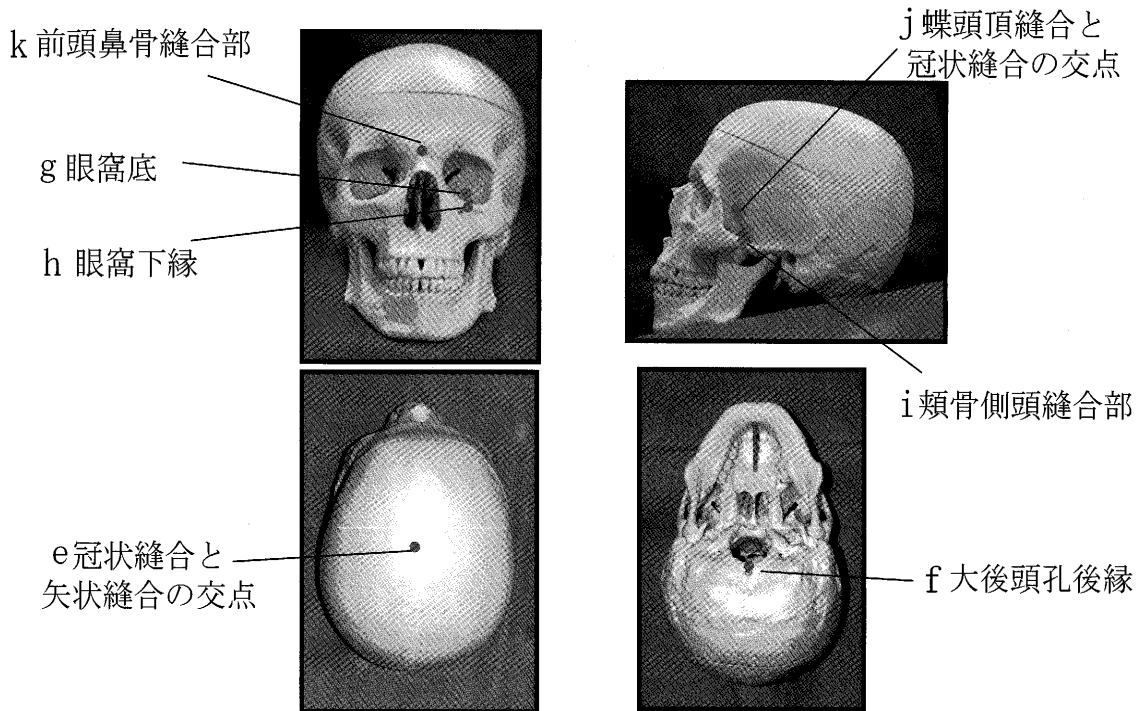 k 前頭鼻骨縫合部
g 眼窩底
h 眼窩下縁
j 蝶頭頂縫合と
冠状縫合の交点
i 頬骨側頭縫合部
e 冠状縫合と
矢状縫合の交点
f 大後頭孔後縁